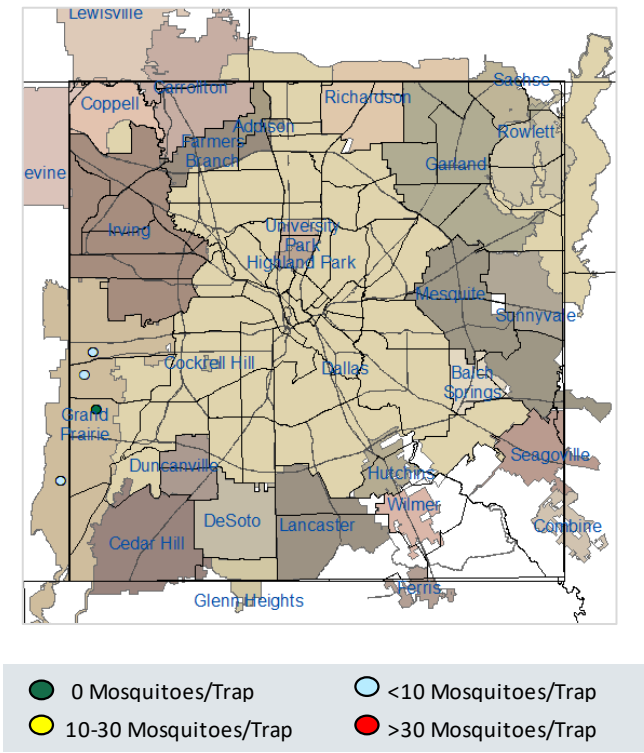 Lewisville
Carrollton
Sachse
Coppell
Richardson
Addison
Rowlett
Farmers
Branch
Garland
evine
Irving
University
Park
Highland Park
Mesquite
Sunnyvale
Cockrell Hill
Dallas
Balch
Springs
Grand
Prairie
Duncanville
Hutchins
Seagoville
Wilmer
DeSoto
Lancaster
Combine
Cedar Hill
Ferris
Glenn Heights
0 Mosquitoes/Trap
<10 Mosquitoes/Trap
10-30 Mosquitoes/Trap
>30 Mosquitoes/Trap